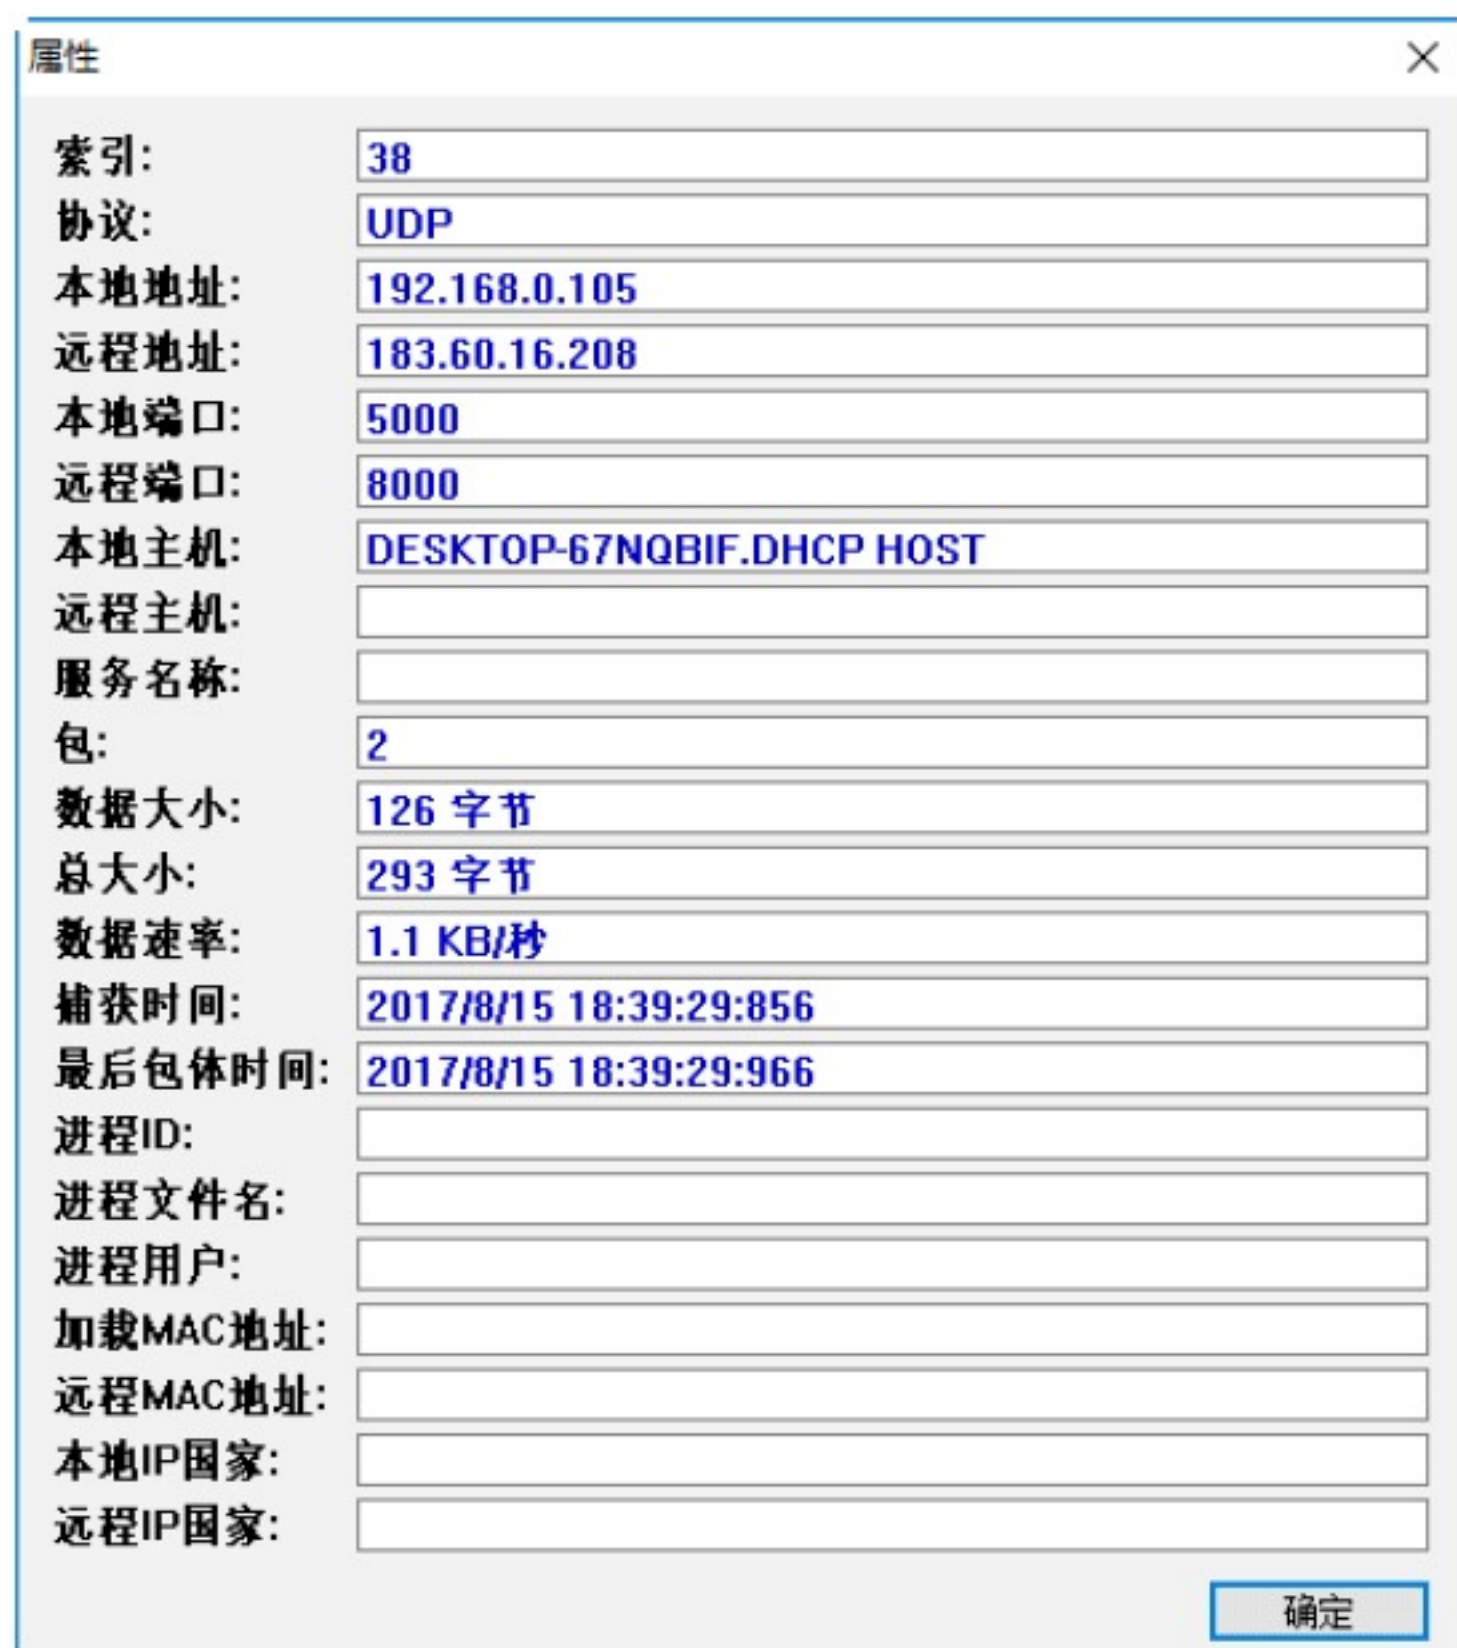 属性
索引: 38
协议: UDP
本地地址: 192.168.0.105
远程地址: 183.60.16.208
本地端口: 5000
远程端口: 8000
本地主机: DESKTOP-67NQBIF.DHCP HOST
远程主机:
服务名称:
包: 2
数据大小: 126 字节
总大小: 293 字节
数据速率: 1.1 KB/秒
捕获时间: 2017/8/15 18:39:29:856
最后包体时间: 2017/8/15 18:39:29:966
进程ID:
进程文件名:
进程用户:
加载MAC地址:
远程MAC地址:
本地IP国家:
远程IP国家:
确定